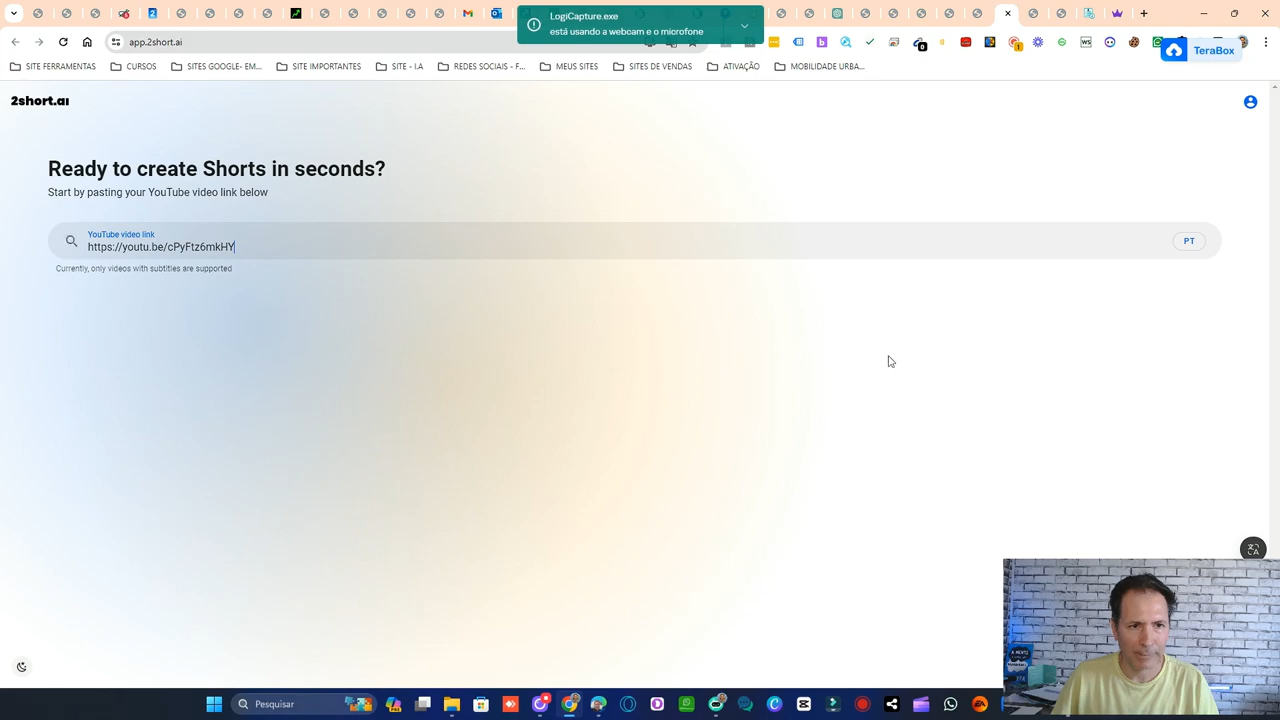 LogiCapture.exe
está usando a webcam e o microfone
app.2short.ai
TeraBox
SITE FERRAMENTAS
CURSOS
SITES GOOGLE- EM...
SITE IMPORTANTES
SITE - I.A
MEUS SITES
SITES DE VENDAS
ATIVAÇÃO
MOBILIDADE URBA...
2short.ai
Ready to create Shorts in seconds?
Start by pasting your YouTube video link below
YouTube video link
https://youtu.be/cPyFtz6mkHY
PT
Currently, only videos with subtitles are supported
A MENTE
Pesquisar